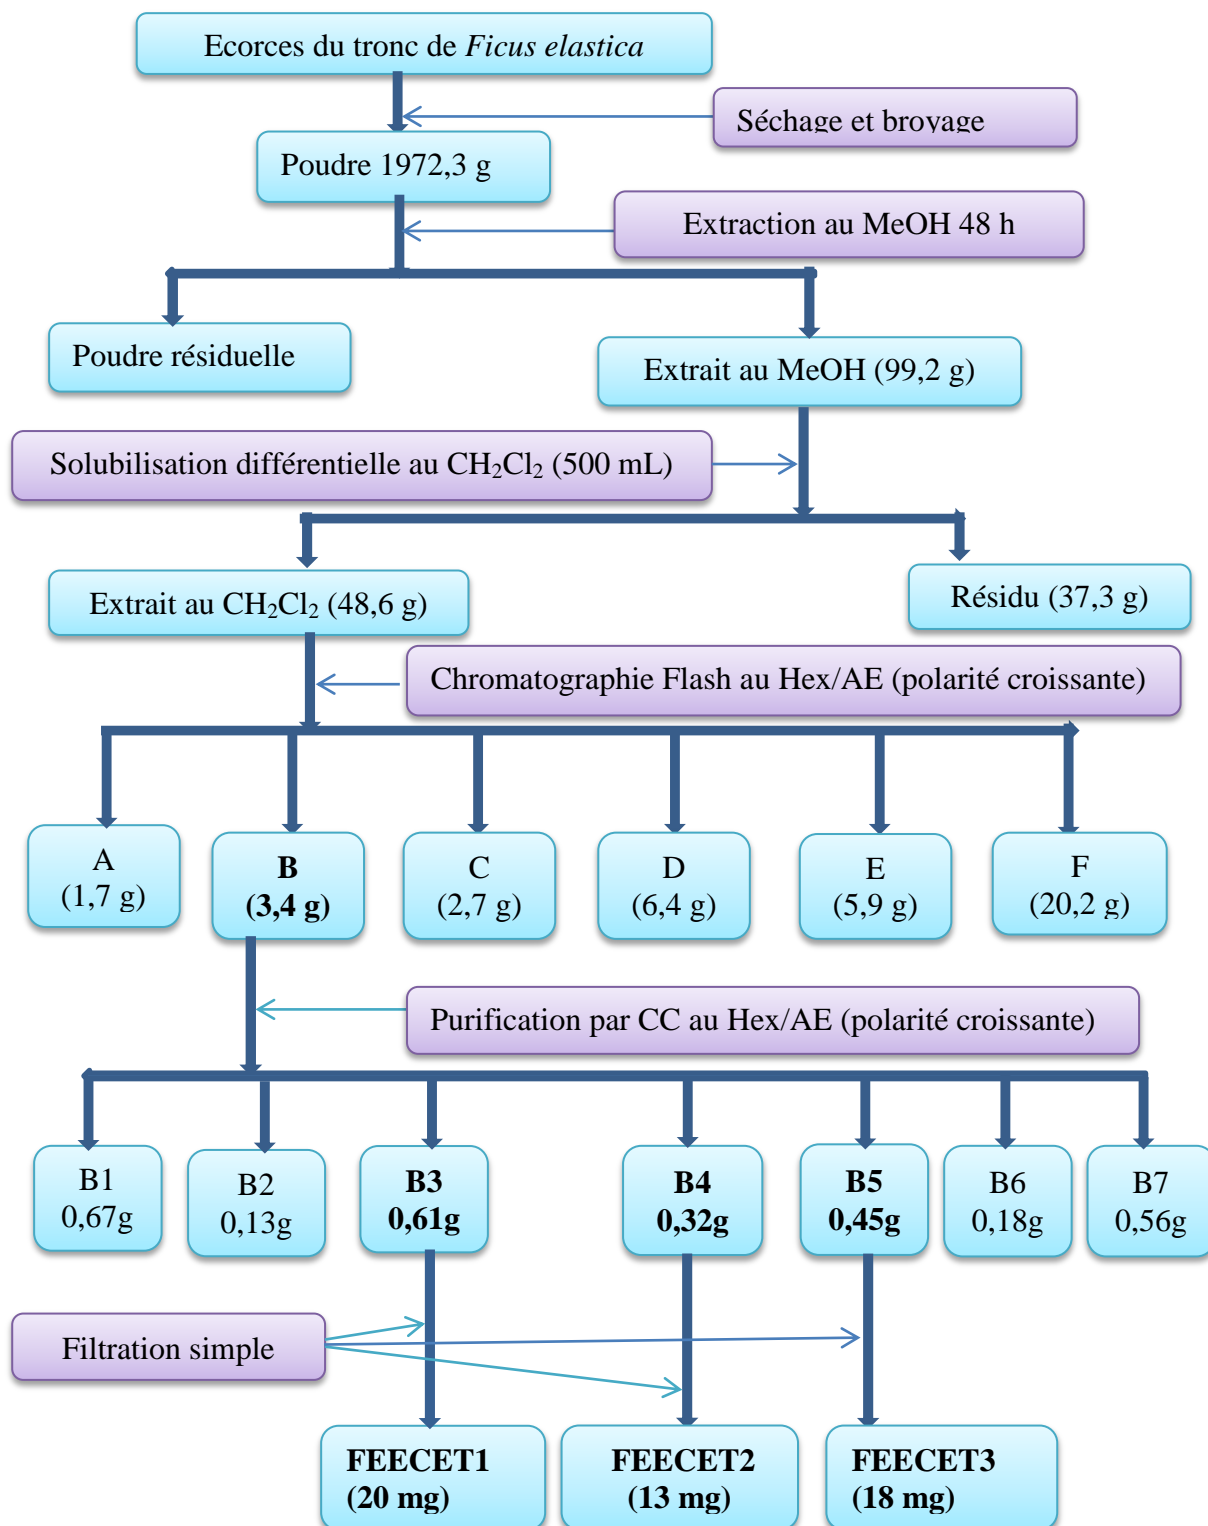 Ecorces du tronc de Ficus elastica
Séchage et broyage
Poudre 1972,3 g
Extraction au MeOH 48 h
Poudre résiduelle
Extrait au MeOH (99,2 g)
Solubilisation différentielle au CH₂Cl₂ (500 mL)
Extrait au CH₂Cl₂ (48,6 g)
Résidu (37,3 g)
Chromatographie Flash au Hex/AE (polarité croissante)
A
(1,7 g)
B
(3,4 g)
C
(2,7 g)
D
(6,4 g)
E
(5,9 g)
F
(20,2 g)
Purification par CC au Hex/AE (polarité croissante)
B1
0,67g
B2
0,13g
B3
0,61g
B4
0,32g
B5
0,45g
B6
0,18g
B7
0,56g
Filtration simple
FEECET1
(20 mg)
FEECET2
(13 mg)
FEECET3
(18 mg)